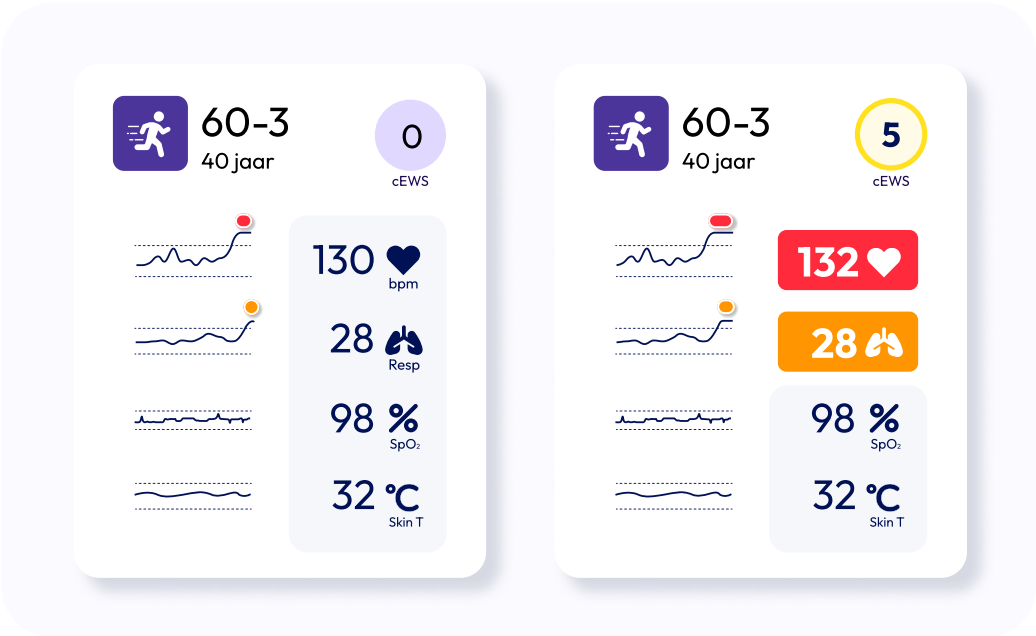 60-3
40 jaar
0
cEWS
130
bpm
28
Resp
98 %
SpO₂
32 °C
Skin T
60-3
40 jaar
5
cEWS
132
28
98 %
SpO₂
32 °C
Skin T